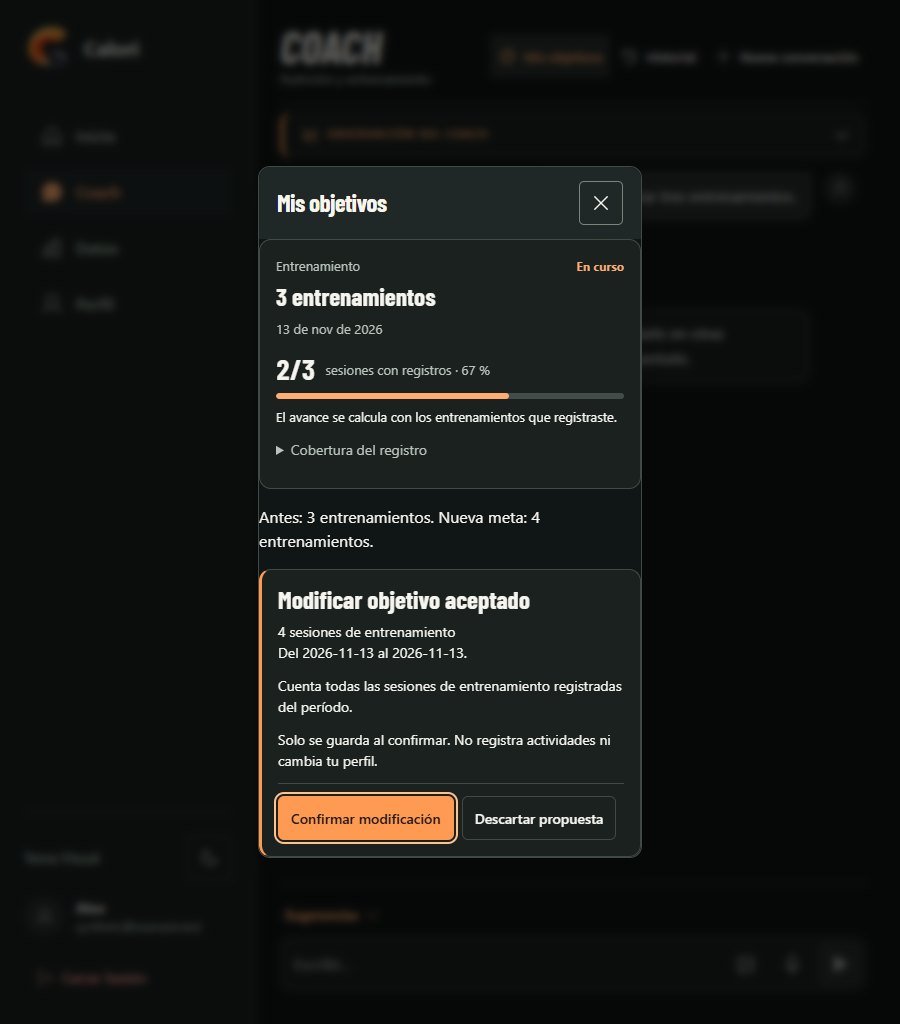 COACH
Mis objetivos
Entrenamiento
En curso
3 entrenamientos
13 de nov de 2026
2/3 sesiones con registros · 67 %
El avance se calcula con los entrenamientos que registraste.
Cobertura del registro
Antes: 3 entrenamientos. Nueva meta: 4
entrenamientos.
Modificar objetivo aceptado
4 sesiones de entrenamiento
Del 2026-11-13 al 2026-11-13.
Cuenta todas las sesiones de entrenamiento registradas
del período.
Solo se guarda al confirmar. No registra actividades ni
cambia tu perfil.
Confirmar modificación
Descartar propuesta